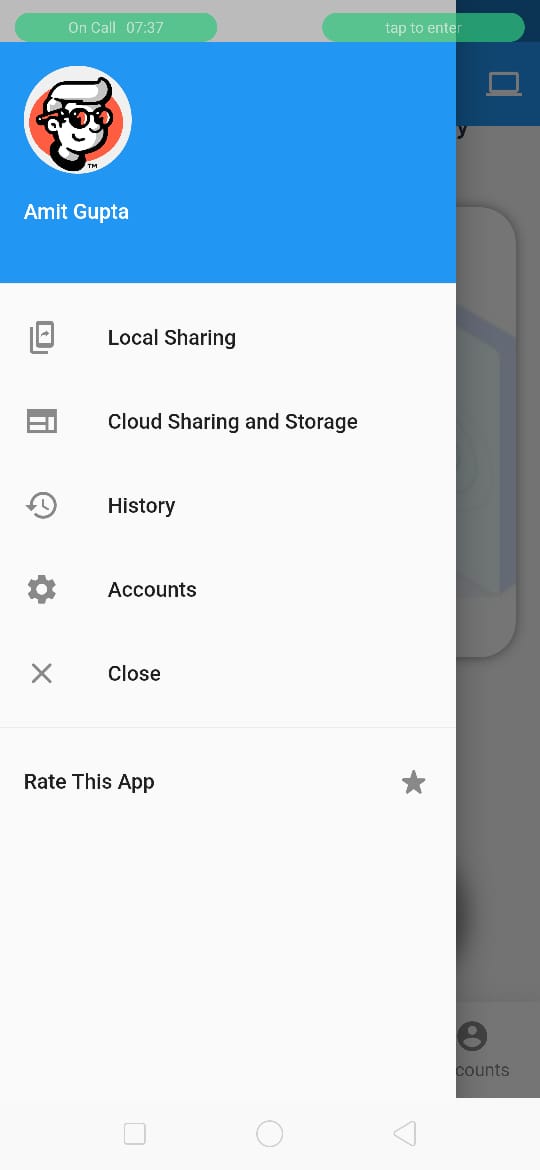 On Call 07:37
tap to enter
y
TM
Amit Gupta
Local Sharing
Cloud Sharing and Storage
History
Accounts
Close
Rate This App
counts